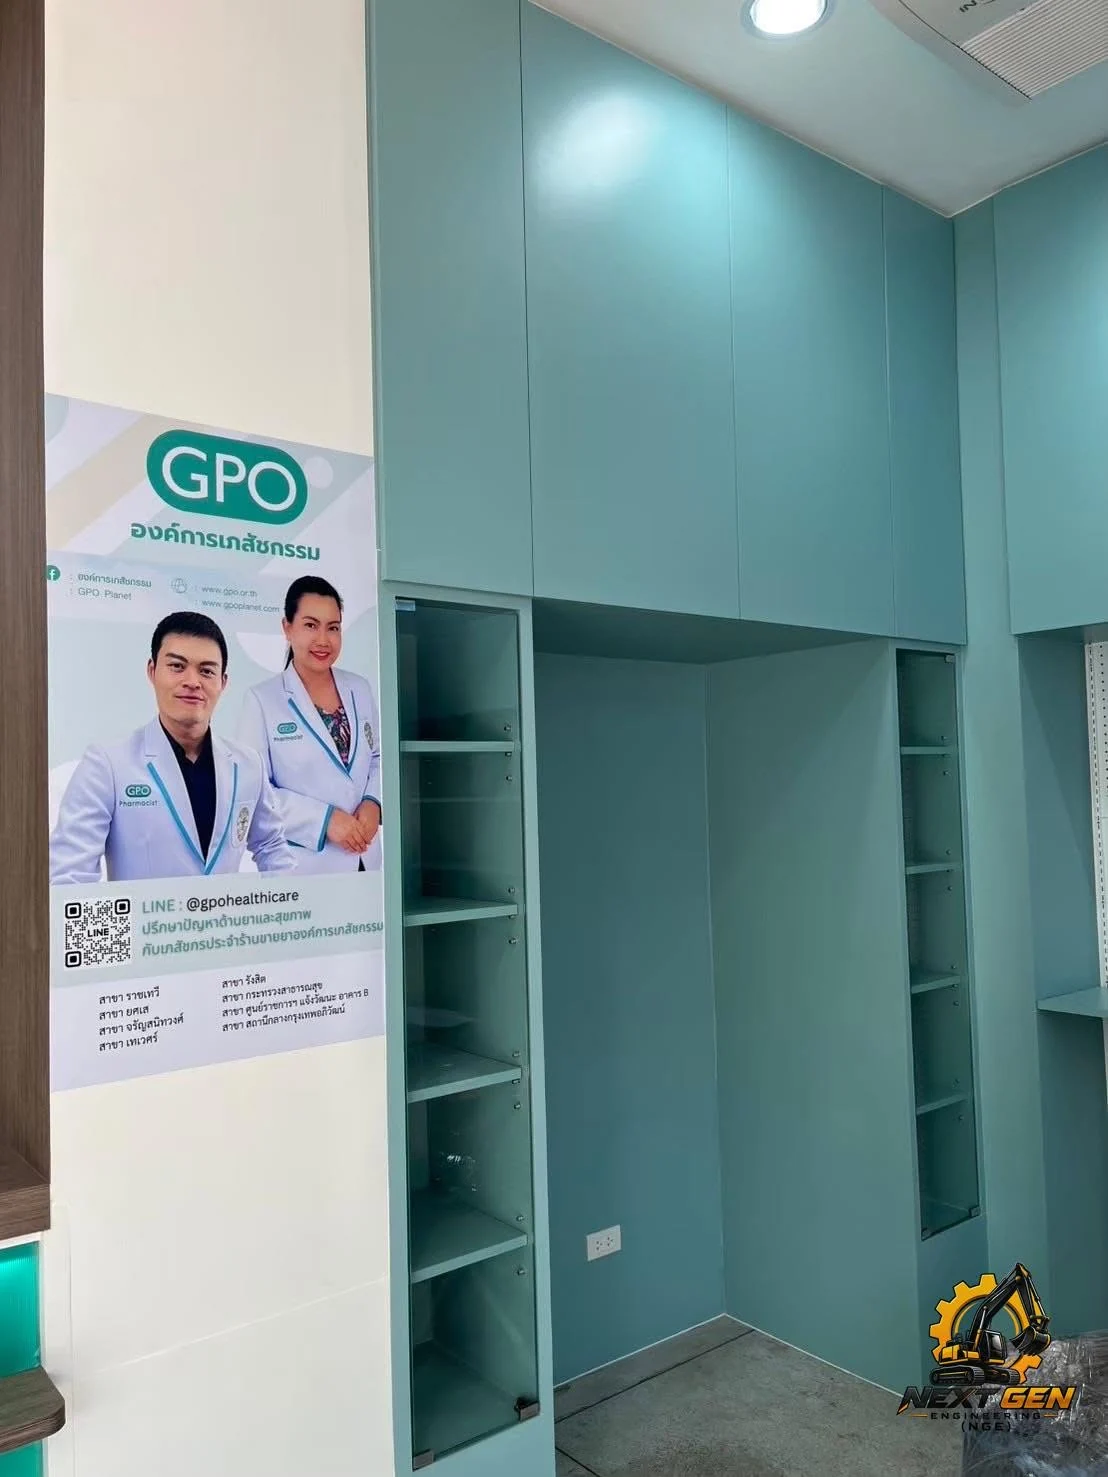 GPO
องค์การเภสัชกรรม
: องค์การเภสัชกรรม
: GPO Planet
: www.gpo.or.th
: www.gpoplanet.com
GPO
Pharmacist
GPO
Pharmacist
LINE
LINE : @gpohealthicare
ปรึกษาปัญหาด้านยาและสุขภาพ
กับเภสัชกรประจำร้านขายยาองค์การเภสัชกรรม
สาขา ราชเทวี
สาขา ยศเส
สาขา จรัญสนิทวงศ์
สาขา เทเวศร์
สาขา รังสิต
สาขา กระทรวงสาธารณสุข
สาขา ศูนย์ราชการฯ แจ้งวัฒนะ อาคาร B
สาขา สถานีกลางกรุงเทพอภิวัฒน์
NEXT GEN
ENGINEERING
(NGE)